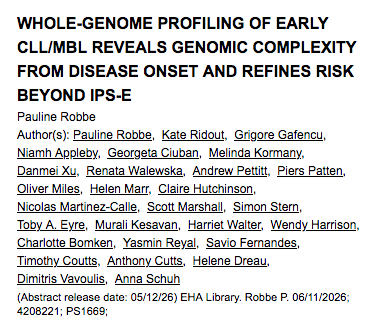 WHOLE-GENOME PROFILING OF EARLY
CLL/MBL REVEALS GENOMIC COMPLEXITY
FROM DISEASE ONSET AND REFINES RISK
BEYOND IPS-E
Pauline Robbe
Author(s): Pauline Robbe, Kate Ridout, Grigore Gafencu,
Niamh Appleby, Georgeta Ciuban, Melinda Kormany,
Danmei Xu, Renata Walewska, Andrew Pettitt, Piers Patten,
Oliver Miles, Helen Marr, Claire Hutchinson,
Nicolas Martinez-Calle, Scott Marshall, Simon Stern,
Toby A. Eyre, Murali Kesavan, Harriet Walter, Wendy Harrison,
Charlotte Bomken, Yasmin Reyal, Savio Fernandes,
Timothy Coutts, Anthony Cutts, Helene Dreau,
Dimitris Vavoulis, Anna Schuh
(Abstract release date: 05/12/26) EHA Library. Robbe P. 06/11/2026;
4208221; PS1669;